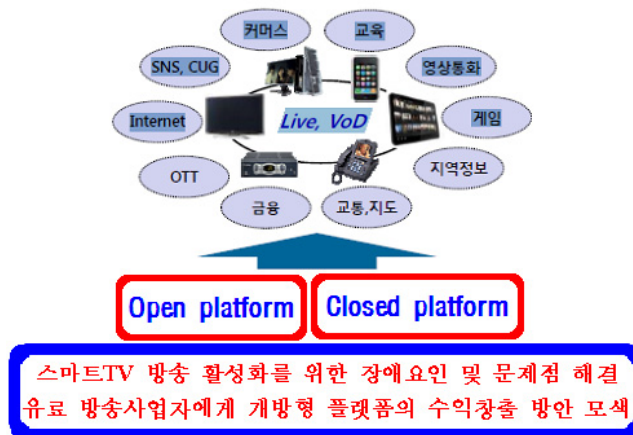 커머스
교육
SNS, CUG
영상통화
Internet
Live, VoD
게임
OTT
지역정보
금융
교통,지도
Open platform
Closed platform
스마트TV 방송 활성화를 위한 장애요인 및 문제점 해결
유료 방송사업자에게 개방형 플랫폼의 수익창출 방안 모색